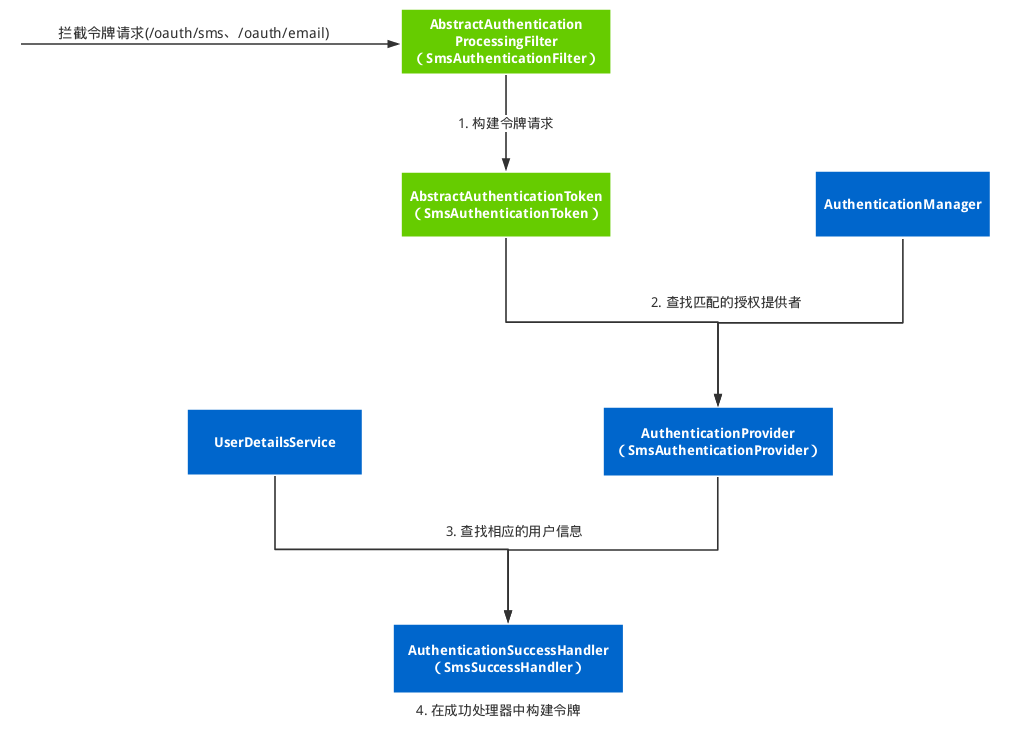 拦截令牌请求(/oauth/sms、/oauth/email)
AbstractAuthentication
ProcessingFilter
（SmsAuthenticationFilter）
1. 构建令牌请求
AbstractAuthenticationToken
（SmsAuthenticationToken）
AuthenticationManager
2. 查找匹配的授权提供者
UserDetailsService
AuthenticationProvider
（SmsAuthenticationProvider）
3. 查找相应的用户信息
AuthenticationSuccessHandler
（SmsSuccessHandler）
4. 在成功处理器中构建令牌